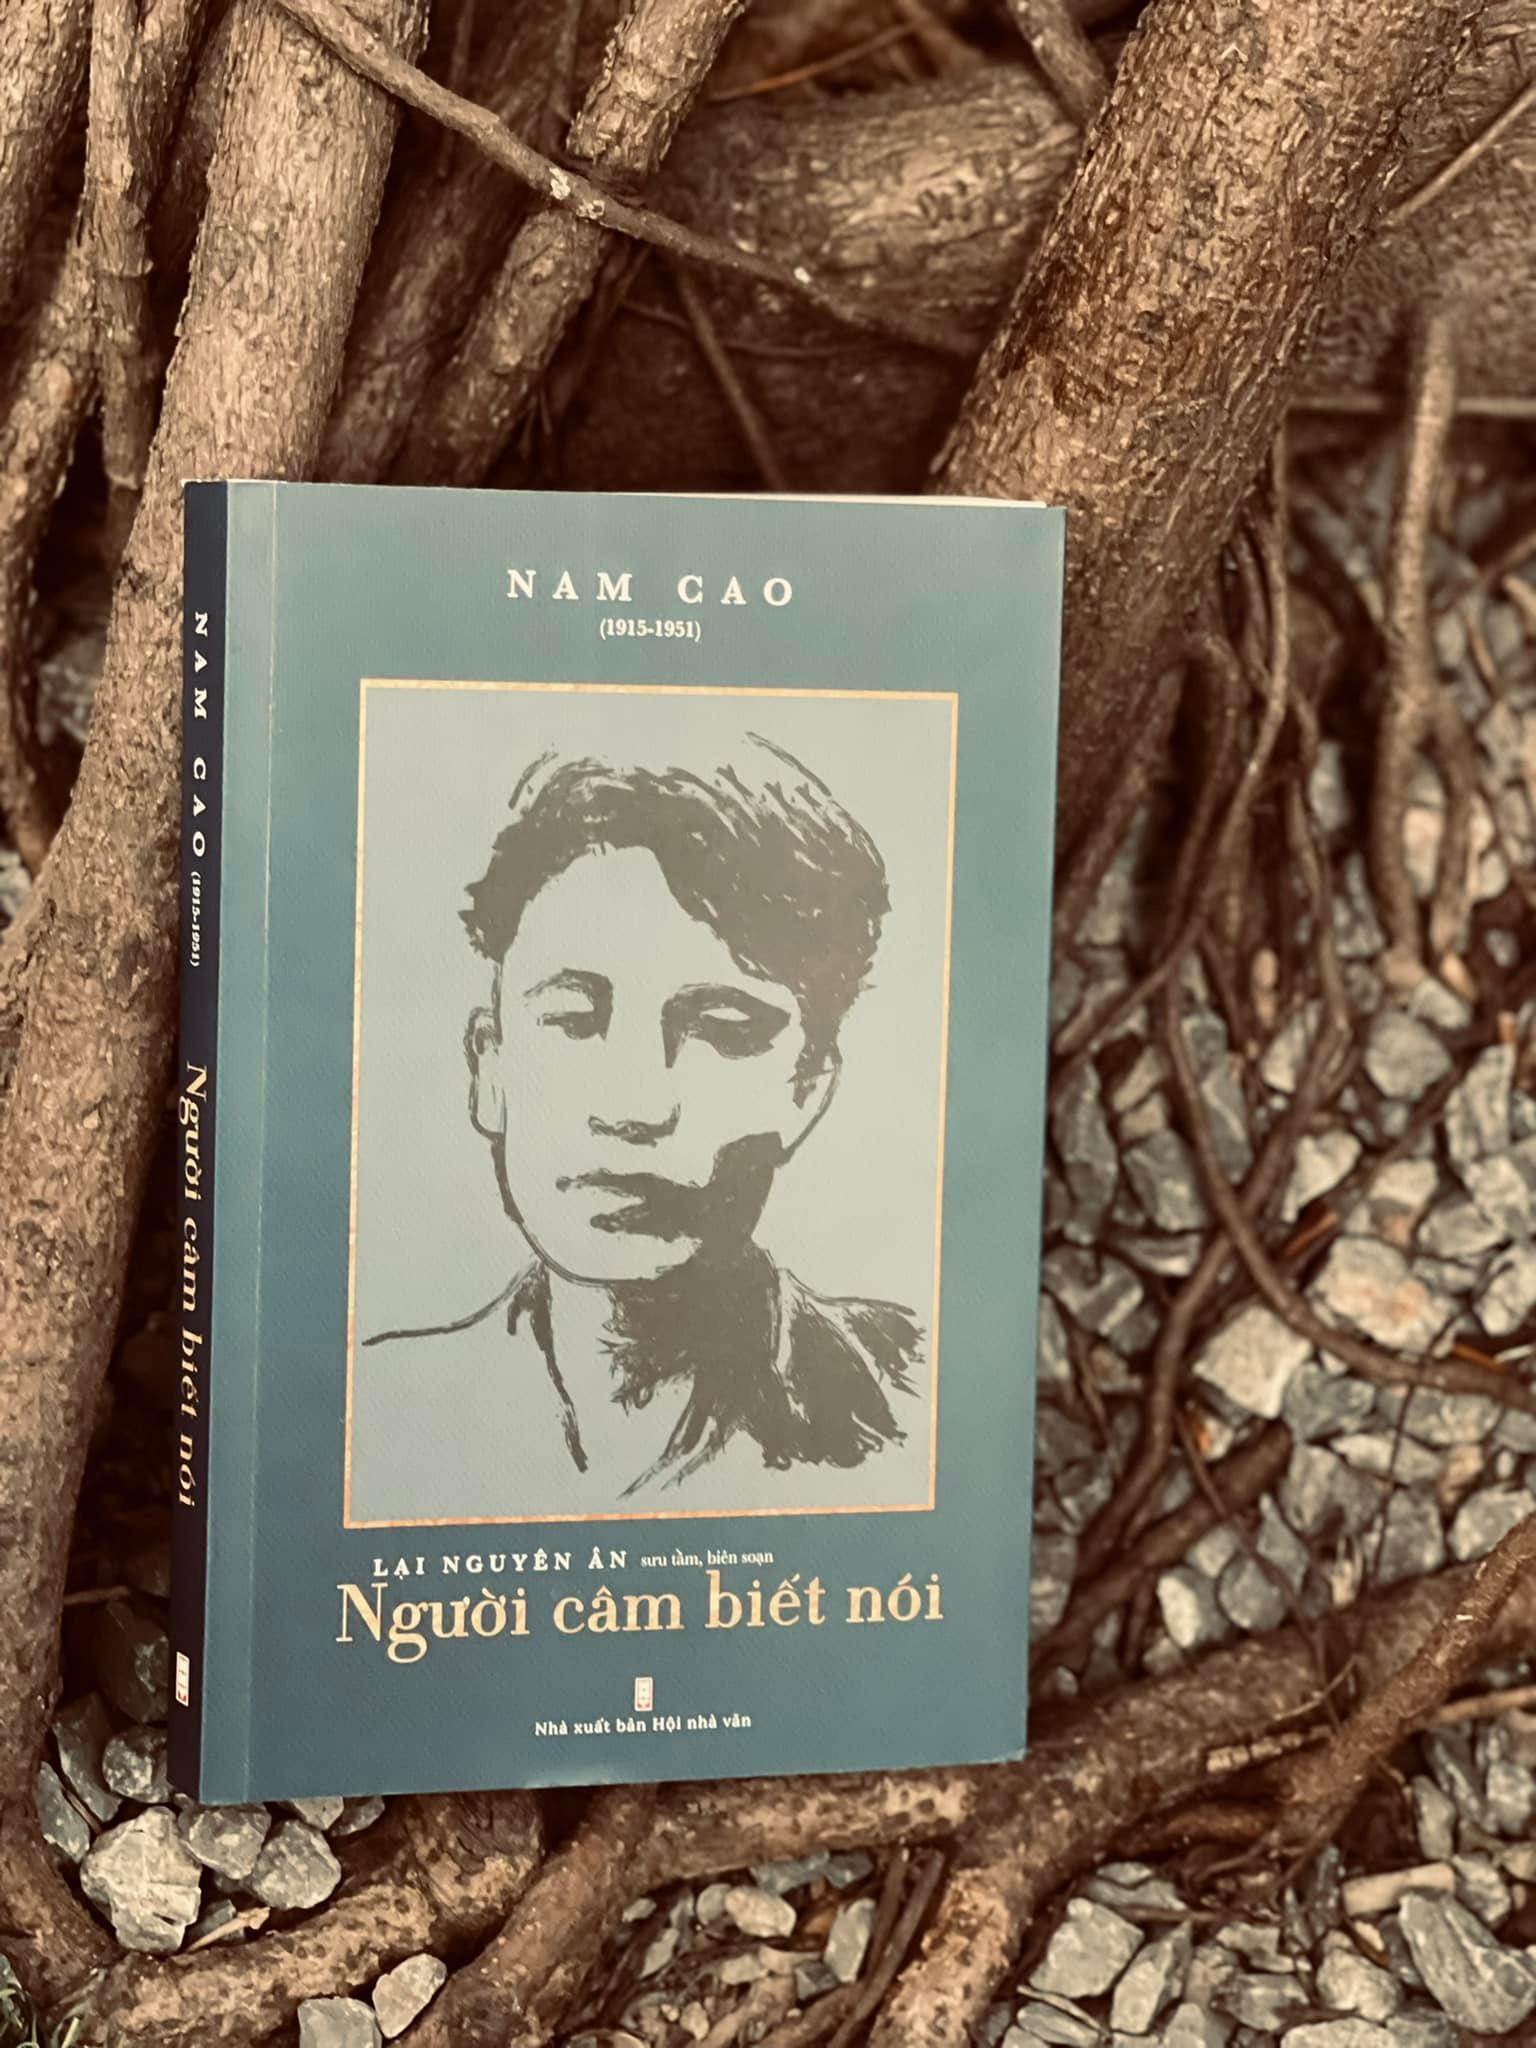 NAM CAO
(1915-1951)
LẠI NGUYÊN ÂN sưu tầm, biên soạn
Người câm biết nói
Nhà xuất bản Hội nhà văn
NAM CAO (1915-1951) Người câm biết nói